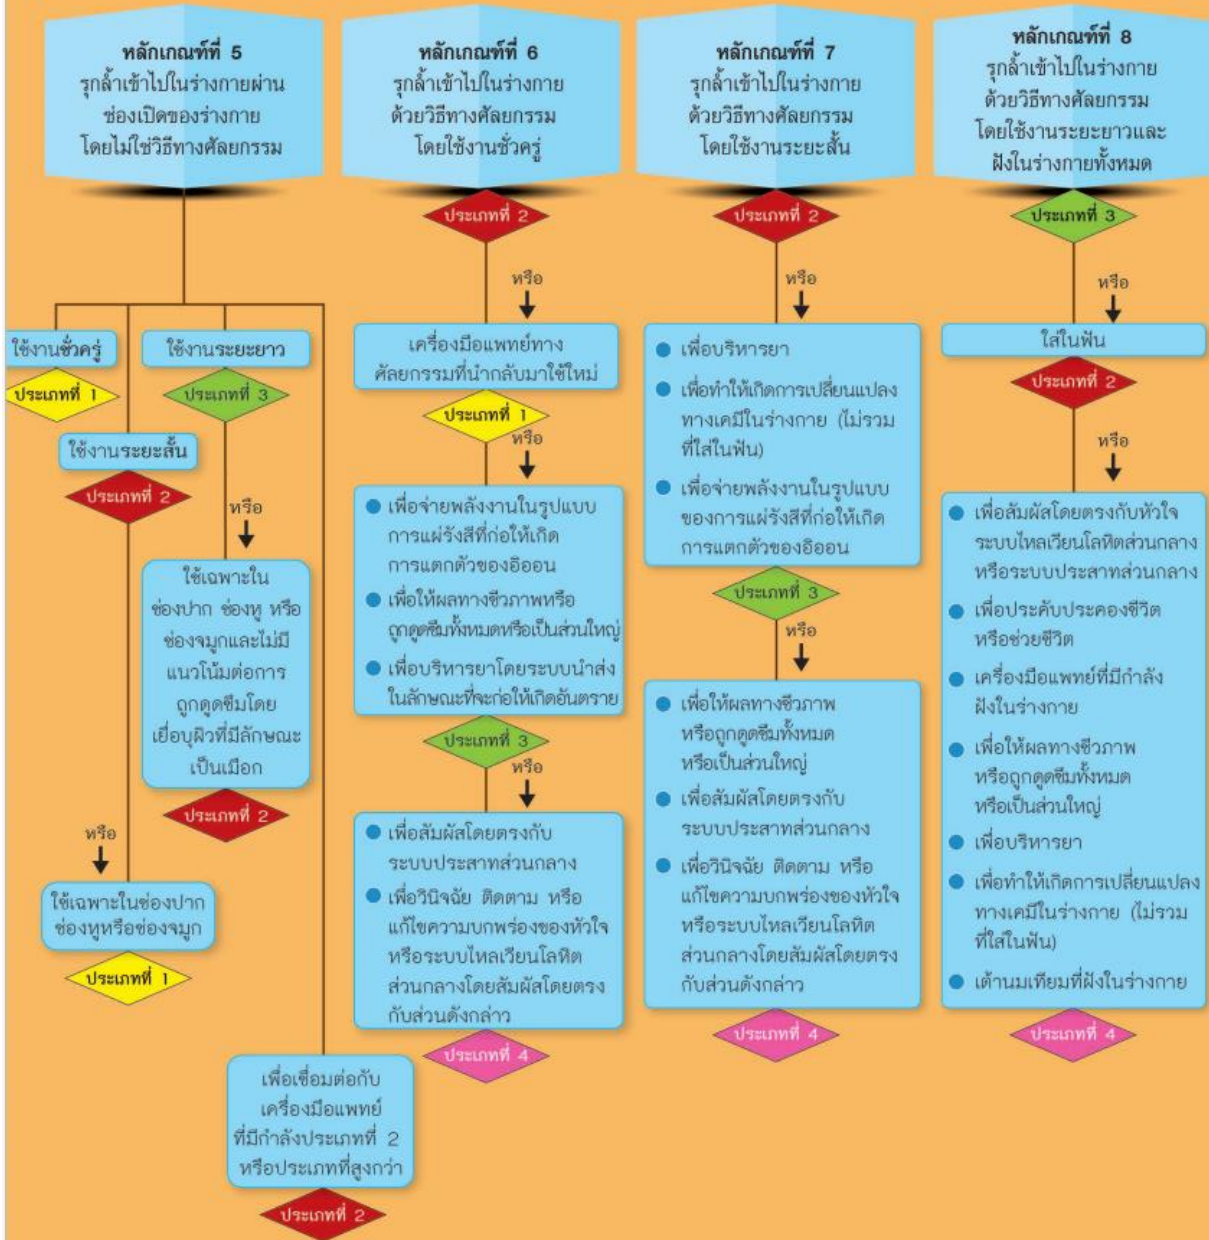 หลักเกณฑ์ที่ 5
รุกล้ำเข้าไปในร่างกายผ่าน
ช่องเปิดของร่างกาย
โดยไม่ใช่วิธีทางศัลยกรรม
ใช้งานชั่วครู่
ประเภทที่ 1
ใช้งานระยะสั้น
ประเภทที่ 2
หรือ
ใช้เฉพาะในช่องปาก
ช่องหูหรือช่องจมูก
ประเภทที่ 1
ใช้งานระยะยาว
ประเภทที่ 3
หรือ
ใช้เฉพาะใน
ช่องปาก ช่องหู หรือ
ช่องจมูกและไม่มี
แนวโน้มต่อการ
ถูกดูดซึมโดย
เยื่อบุผิวที่มีลักษณะ
เป็นเมือก
ประเภทที่ 2
เพื่อเชื่อมต่อกับ
เครื่องมือแพทย์
ที่มีกำลังประเภทที่ 2
หรือประเภทที่สูงกว่า
ประเภทที่ 2
หลักเกณฑ์ที่ 6
รุกล้ำเข้าไปในร่างกาย
ด้วยวิธีทางศัลยกรรม
โดยใช้งานชั่วครู่
ประเภทที่ 2
หรือ
เครื่องมือแพทย์ทาง
ศัลยกรรมที่นำกลับมาใช้ใหม่
ประเภทที่ 1
หรือ
● เพื่อจ่ายพลังงานในรูปแบบ
การแผ่รังสีที่ก่อให้เกิด
การแตกตัวของอิออน
● เพื่อให้ผลทางชีวภาพหรือ
ถูกดูดซึมทั้งหมดหรือเป็นส่วนใหญ่
● เพื่อบริหารยาโดยระบบนำส่ง
ในลักษณะที่จะก่อให้เกิดอันตราย
ประเภทที่ 3
หรือ
● เพื่อสัมผัสโดยตรงกับ
ระบบประสาทส่วนกลาง
● เพื่อวินิจฉัย ติดตาม หรือ
แก้ไขความบกพร่องของหัวใจ
หรือระบบไหลเวียนโลหิต
ส่วนกลางโดยสัมผัสโดยตรง
กับส่วนดังกล่าว
ประเภทที่ 4
หลักเกณฑ์ที่ 7
รุกล้ำเข้าไปในร่างกาย
ด้วยวิธีทางศัลยกรรม
โดยใช้งานระยะสั้น
ประเภทที่ 2
หรือ
● เพื่อบริหารยา
● เพื่อทำให้เกิดการเปลี่ยนแปลง
ทางเคมีในร่างกาย (ไม่รวม
ที่ใส่ในฟัน)
● เพื่อจ่ายพลังงานในรูปแบบ
ของการแผ่รังสีที่ก่อให้เกิด
การแตกตัวของอิออน
ประเภทที่ 3
หรือ
● เพื่อให้ผลทางชีวภาพ
หรือถูกดูดซึมทั้งหมด
หรือเป็นส่วนใหญ่
● เพื่อสัมผัสโดยตรงกับ
ระบบประสาทส่วนกลาง
● เพื่อวินิจฉัย ติดตาม หรือ
แก้ไขความบกพร่องของหัวใจ
หรือระบบไหลเวียนโลหิต
ส่วนกลางโดยสัมผัสโดยตรง
กับส่วนดังกล่าว
ประเภทที่ 4
หลักเกณฑ์ที่ 8
รุกล้ำเข้าไปในร่างกาย
ด้วยวิธีทางศัลยกรรม
โดยใช้งานระยะยาวและ
ฝังในร่างกายทั้งหมด
ประเภทที่ 3
หรือ
ใส่ในฟัน
ประเภทที่ 2
หรือ
● เพื่อสัมผัสโดยตรงกับหัวใจ
ระบบไหลเวียนโลหิตส่วนกลาง
หรือระบบประสาทส่วนกลาง
● เพื่อประคับประคองชีวิต
หรือช่วยชีวิต
● เครื่องมือแพทย์ที่มีกำลัง
ฝังในร่างกาย
● เพื่อให้ผลทางชีวภาพ
หรือถูกดูดซึมทั้งหมด
หรือเป็นส่วนใหญ่
● เพื่อบริหารยา
● เพื่อทำให้เกิดการเปลี่ยนแปลง
ทางเคมีในร่างกาย (ไม่รวม
ที่ใส่ในฟัน)
● เต้านมเทียมที่ฝังในร่างกาย
ประเภทที่ 4